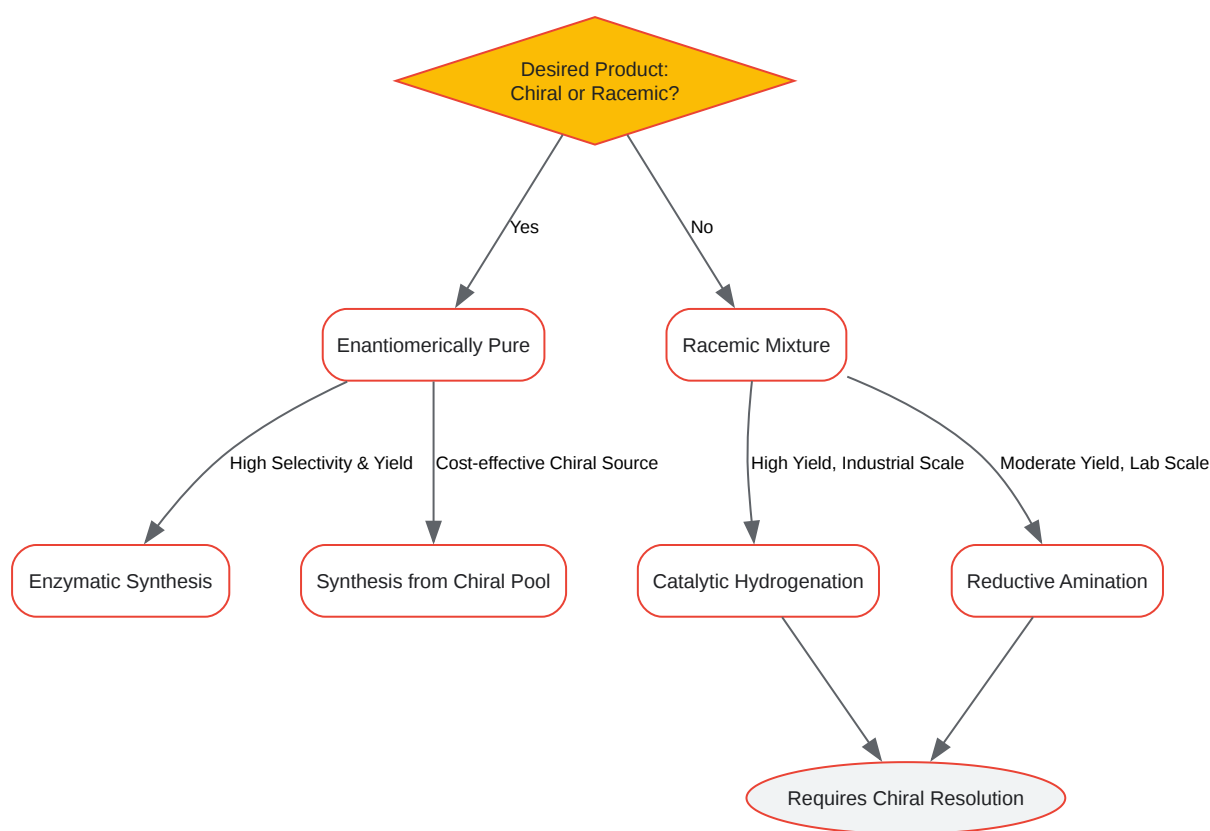 Desired Product:
Chiral or Racemic?
Yes
No
Enantiomerically Pure
Racemic Mixture
High Selectivity & Yield
Cost-effective Chiral Source
High Yield, Industrial Scale
Moderate Yield, Lab Scale
Enzymatic Synthesis
Synthesis from Chiral Pool
Catalytic Hydrogenation
Reductive Amination
Requires Chiral Resolution